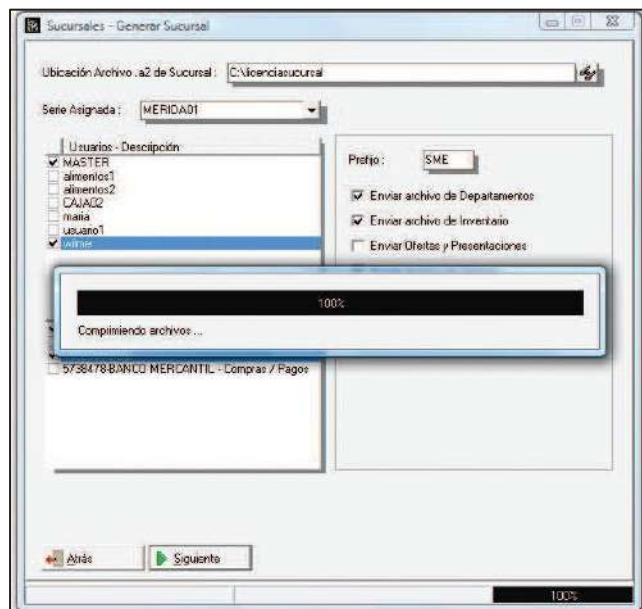 Sucursales - Generar Sucursal
Ubicación Archivo .a2 de Sucursal : C:\licenciasucursal
Serie Asignada : MERIDA01
Usuarios - Descripción
MASTER
alimentos1
alimentos2
CAJA02
maria
usuario1
wilmer
Prefijo : SME
Enviar archivo de Departamentos
Enviar archivo de Inventario
Enviar Ofertas y Presentaciones
100%
Comprimiendo archivos ...
5738478-BANCO MERCANTIL - Compras / Pagos
Atrás
Siguiente
100%